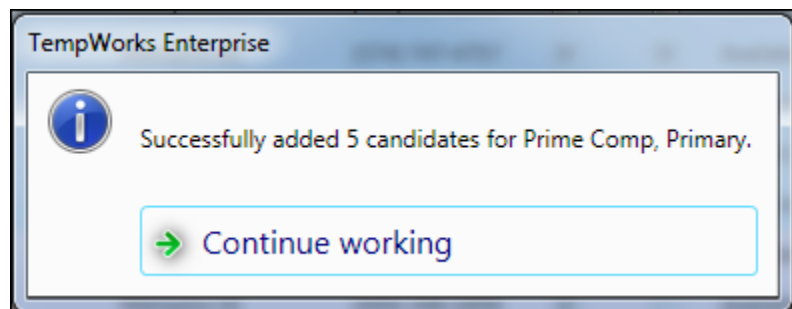 TempWorks Enterprise
Successfully added 5 candidates for Prime Comp, Primary.
Continue working